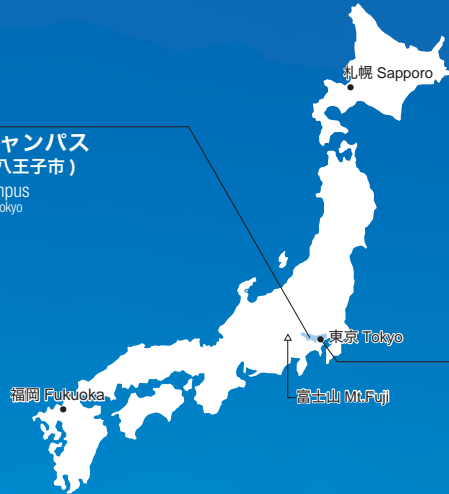 札幌 Sapporo
ャンパス
八王子市 )
mpus
okyo
東京 Tokyo
富士山 Mt.Fuji
福岡 Fukuoka